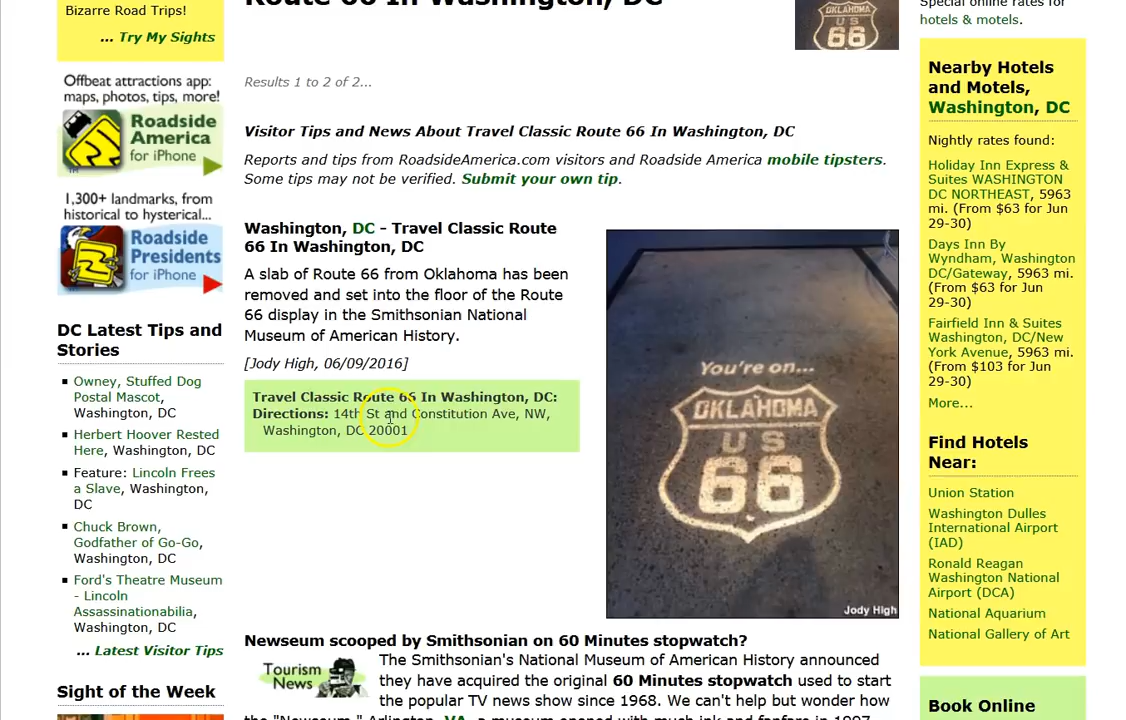 Bizarre Road Trips!
... Try My Sights
Offbeat attractions app:
maps, photos, tips, more!
Roadside
America
for iPhone
1,300+ landmarks, from
historical to hysterical...
Roadside
Presidents
for iPhone
DC Latest Tips and
Stories
Owney, Stuffed Dog
Postal Mascot,
Washington, DC
Herbert Hoover Rested
Here, Washington, DC
Feature: Lincoln Frees
a Slave, Washington,
DC
Chuck Brown,
Godfather of Go-Go,
Washington, DC
Ford's Theatre Museum
- Lincoln
Assassinationabilia,
Washington, DC
... Latest Visitor Tips
Sight of the Week
Route 66 In Washington, DC
OKLAHOMA
US
66
Results 1 to 2 of 2...
Visitor Tips and News About Travel Classic Route 66 In Washington, DC
Reports and tips from RoadsideAmerica.com visitors and Roadside America mobile tipsters.
Some tips may not be verified. Submit your own tip.
Washington, DC - Travel Classic Route
66 In Washington, DC
A slab of Route 66 from Oklahoma has been
removed and set into the floor of the Route
66 display in the Smithsonian National
Museum of American History.
[Jody High, 06/09/2016]
Travel Classic Route 66 In Washington, DC:
Directions: 14th St and Constitution Ave, NW,
Washington, DC 20001
You're on...
OKLAHOMA
US
66
Jody High
Newseum scooped by Smithsonian on 60 Minutes stopwatch?
Tourism
News
The Smithsonian's National Museum of American History announced
they have acquired the original 60 Minutes stopwatch used to start
the popular TV news show since 1968. We can't help but wonder how
the "Newseum," Arlington, VA, a museum opened with much ink and fanfare in 1997,
Special online rates for
hotels & motels.
Nearby Hotels
and Motels,
Washington, DC
Nightly rates found:
Holiday Inn Express &
Suites WASHINGTON
DC NORTHEAST, 5963
mi. (From $63 for Jun
29-30)
Days Inn By
Wyndham, Washington
DC/Gateway, 5963 mi.
(From $63 for Jun
29-30)
Fairfield Inn & Suites
Washington, DC/New
York Avenue, 5963 mi.
(From $103 for Jun
29-30)
More...
Find Hotels
Near:
Union Station
Washington Dulles
International Airport
(IAD)
Ronald Reagan
Washington National
Airport (DCA)
National Aquarium
National Gallery of Art
Book Online